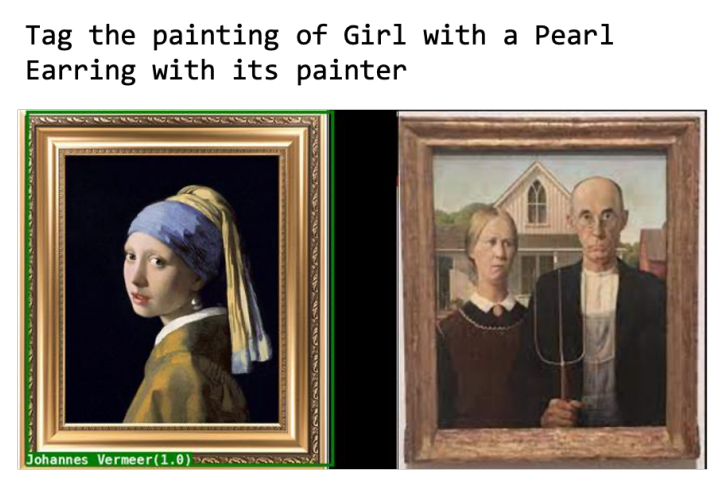 Tag the painting of Girl with a Pearl
Earring with its painter
Johannes Vermeer(1.0)